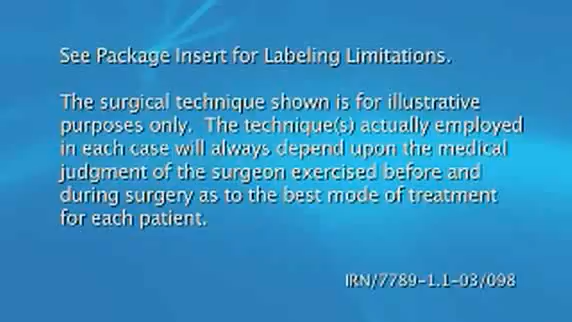 See Package Insert for Labeling Limitations.
The surgical technique shown is for illustrative
purposes only.  The technique(s) actually employed
in each case will always depend upon the medical
judgment of the surgeon exercised before and
during surgery as to the best mode of treatment
for each patient.
IRN/7789-1.1-03/098